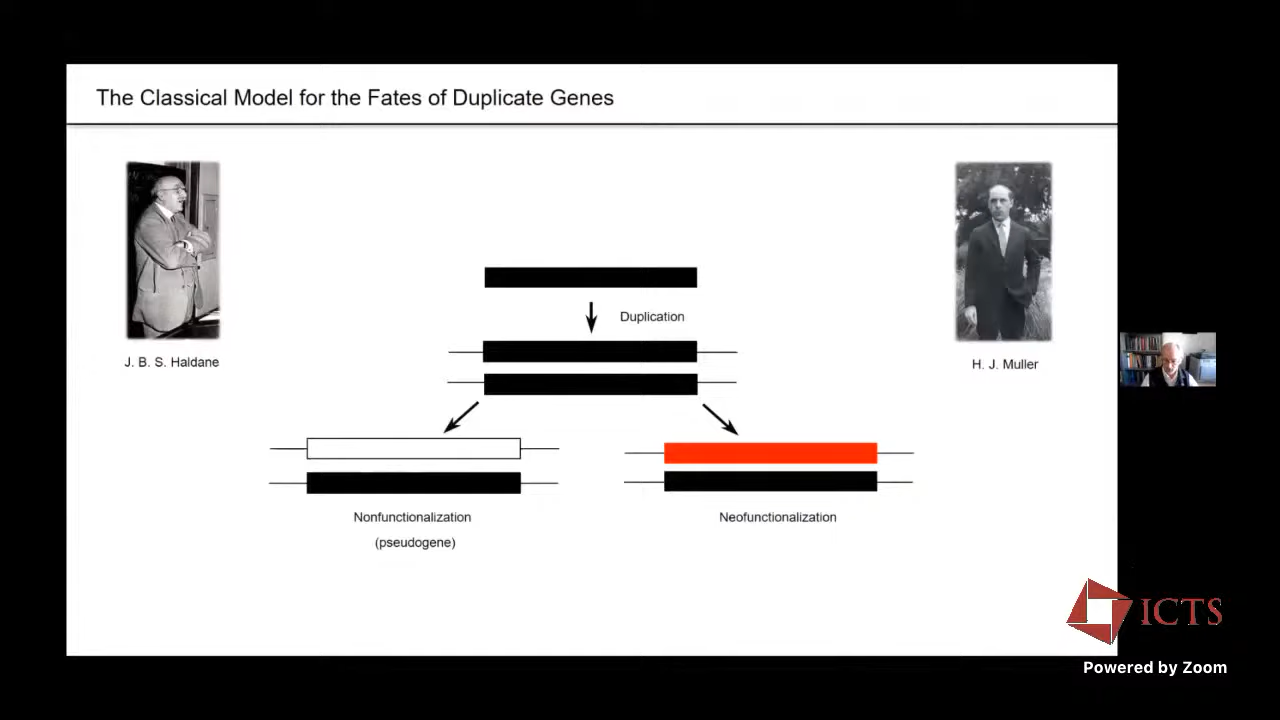 The Classical Model for the Fates of Duplicate Genes
J. B. S. Haldane
H. J. Muller
Duplication
Nonfunctionalization
(pseudogene)
Neofunctionalization
ICTS
Powered by Zoom